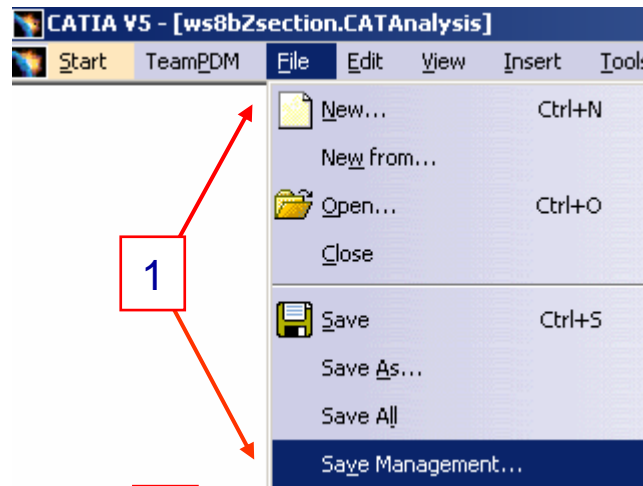 CATIA V5 - [ws8b2section.CATAnalysis]
Start TeamPDM File Edit View Insert Tools
New... Ctrl+N
New from...
Open... Ctrl+O
Close
1
Save Ctrl+S
Save As...
Save All
Save Management...